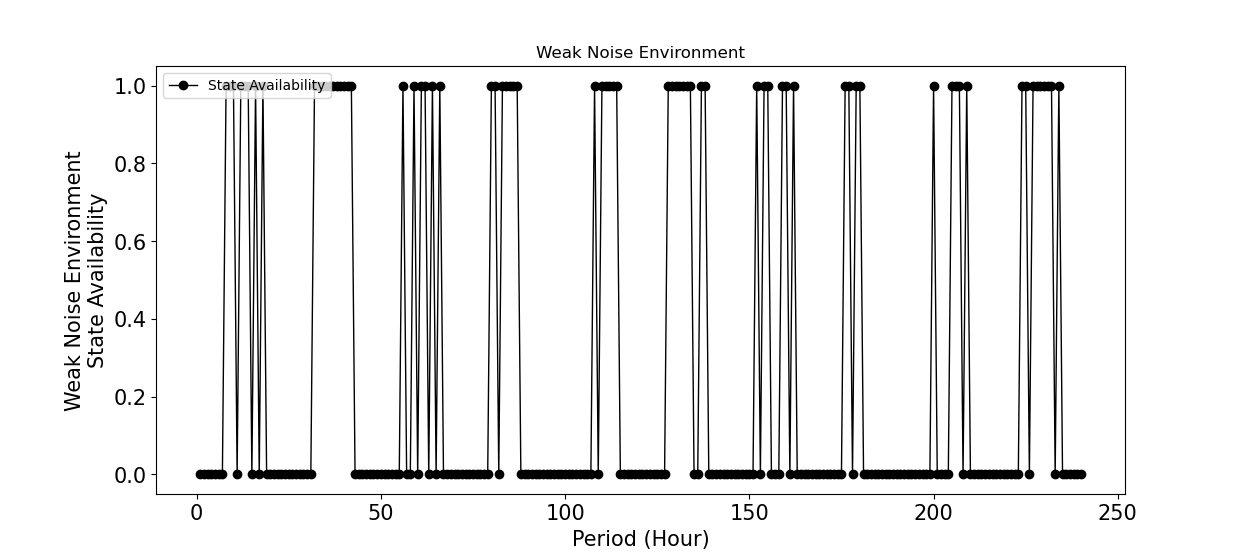 Weak Noise Environment
State Availability
1.0
0.8
0.6
0.4
0.2
0.0
Weak Noise Environment
State Availability
0 50 100 150 200 250
Period (Hour)